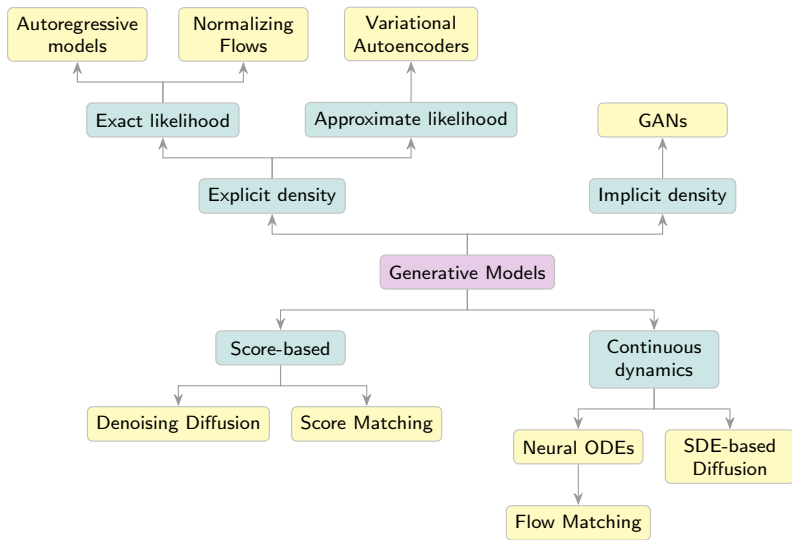 Autoregressive
models
Normalizing
Flows
Variational
Autoencoders
Exact likelihood
Approximate likelihood
GANs
Explicit density
Implicit density
Generative Models
Score-based
Continuous
dynamics
Denoising Diffusion
Score Matching
Neural ODEs
SDE-based
Diffusion
Flow Matching